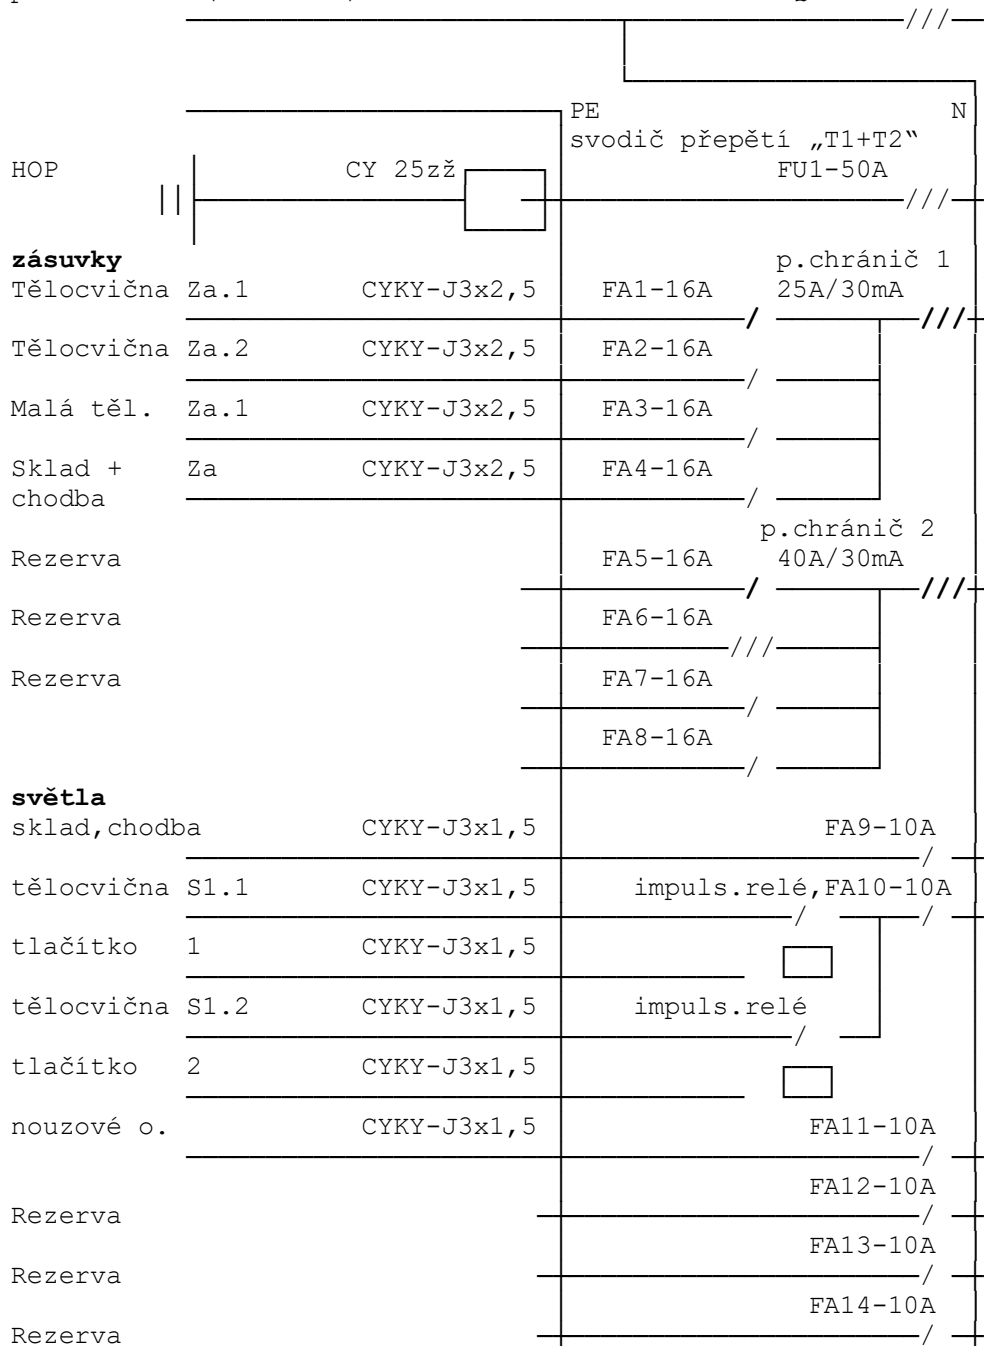 PE N
svodič přepětí „T1+T2“
HOP CY 25zž FU1-50A
zásuvky p.chránič 1
Tělocvična Za.1 CYKY-J3x2,5 FA1-16A 25A/30mA
Tělocvična Za.2 CYKY-J3x2,5 FA2-16A
Malá těl. Za.1 CYKY-J3x2,5 FA3-16A
Sklad + Za CYKY-J3x2,5 FA4-16A
chodba
p.chránič 2
Rezerva FA5-16A 40A/30mA
Rezerva FA6-16A
Rezerva FA7-16A
FA8-16A
světla
sklad,chodba CYKY-J3x1,5 FA9-10A
tělocvična S1.1 CYKY-J3x1,5 impuls.relé,FA10-10A
tlačítko 1 CYKY-J3x1,5
tělocvična S1.2 CYKY-J3x1,5 impuls.relé
tlačítko 2 CYKY-J3x1,5
nouzové o. CYKY-J3x1,5 FA11-10A
FA12-10A
Rezerva
FA13-10A
Rezerva
FA14-10A
Rezerva